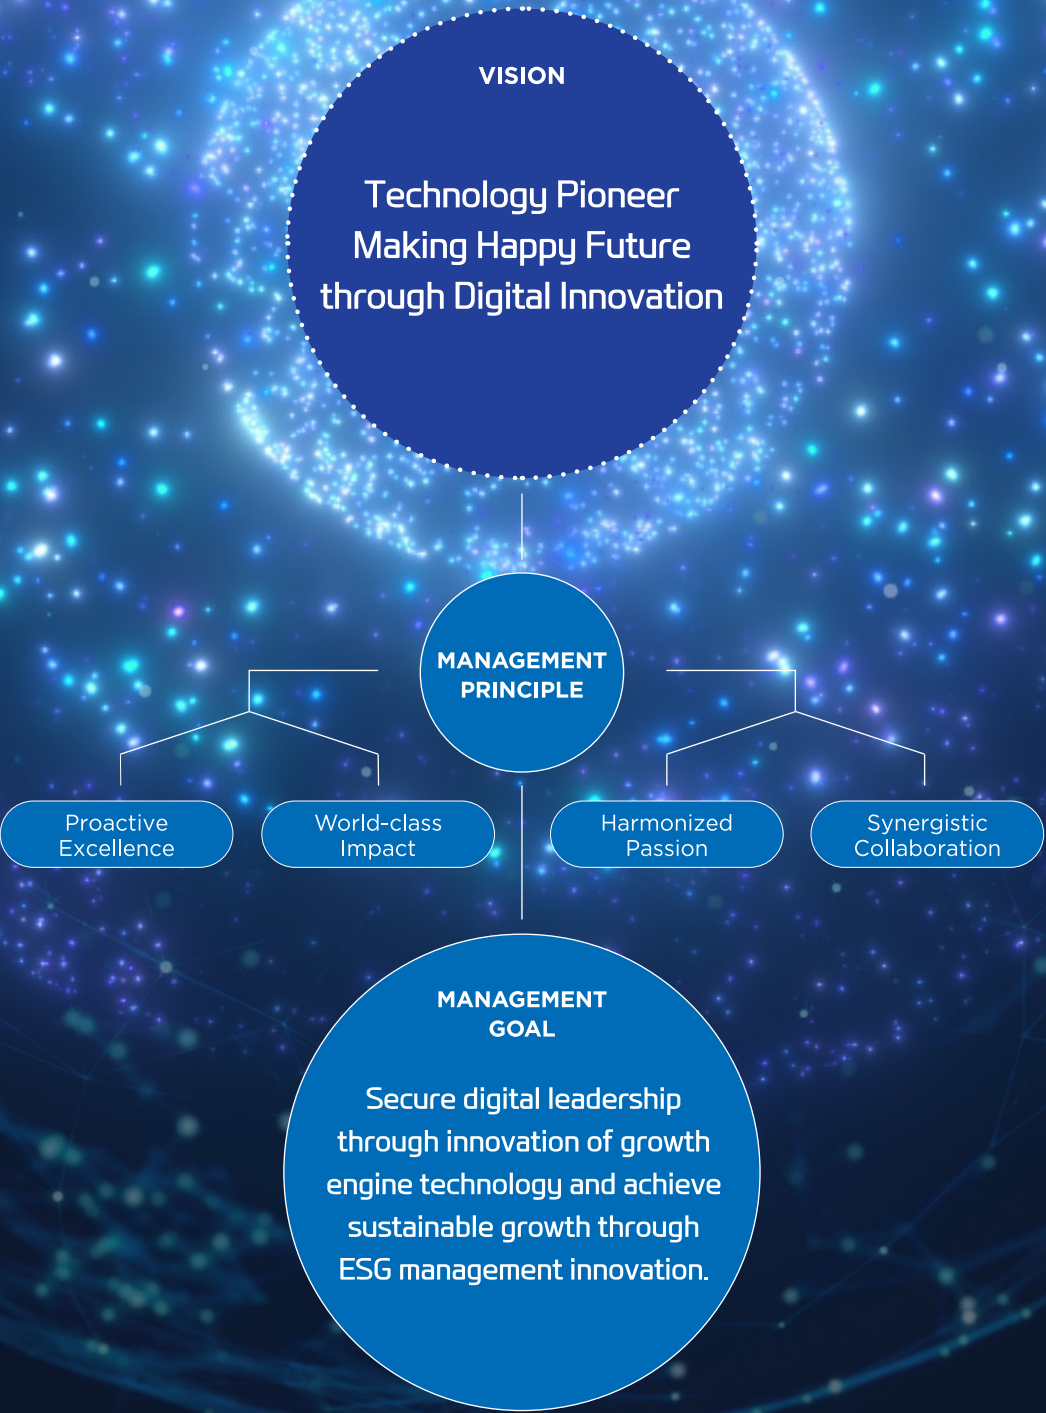 VISION
Technology Pioneer
Making Happy Future
through Digital Innovation
MANAGEMENT
PRINCIPLE
Proactive
Excellence
World-class
Impact
Harmonized
Passion
Synergistic
Collaboration
MANAGEMENT
GOAL
Secure digital leadership
through innovation of growth
engine technology and achieve
sustainable growth through
ESG management innovation.